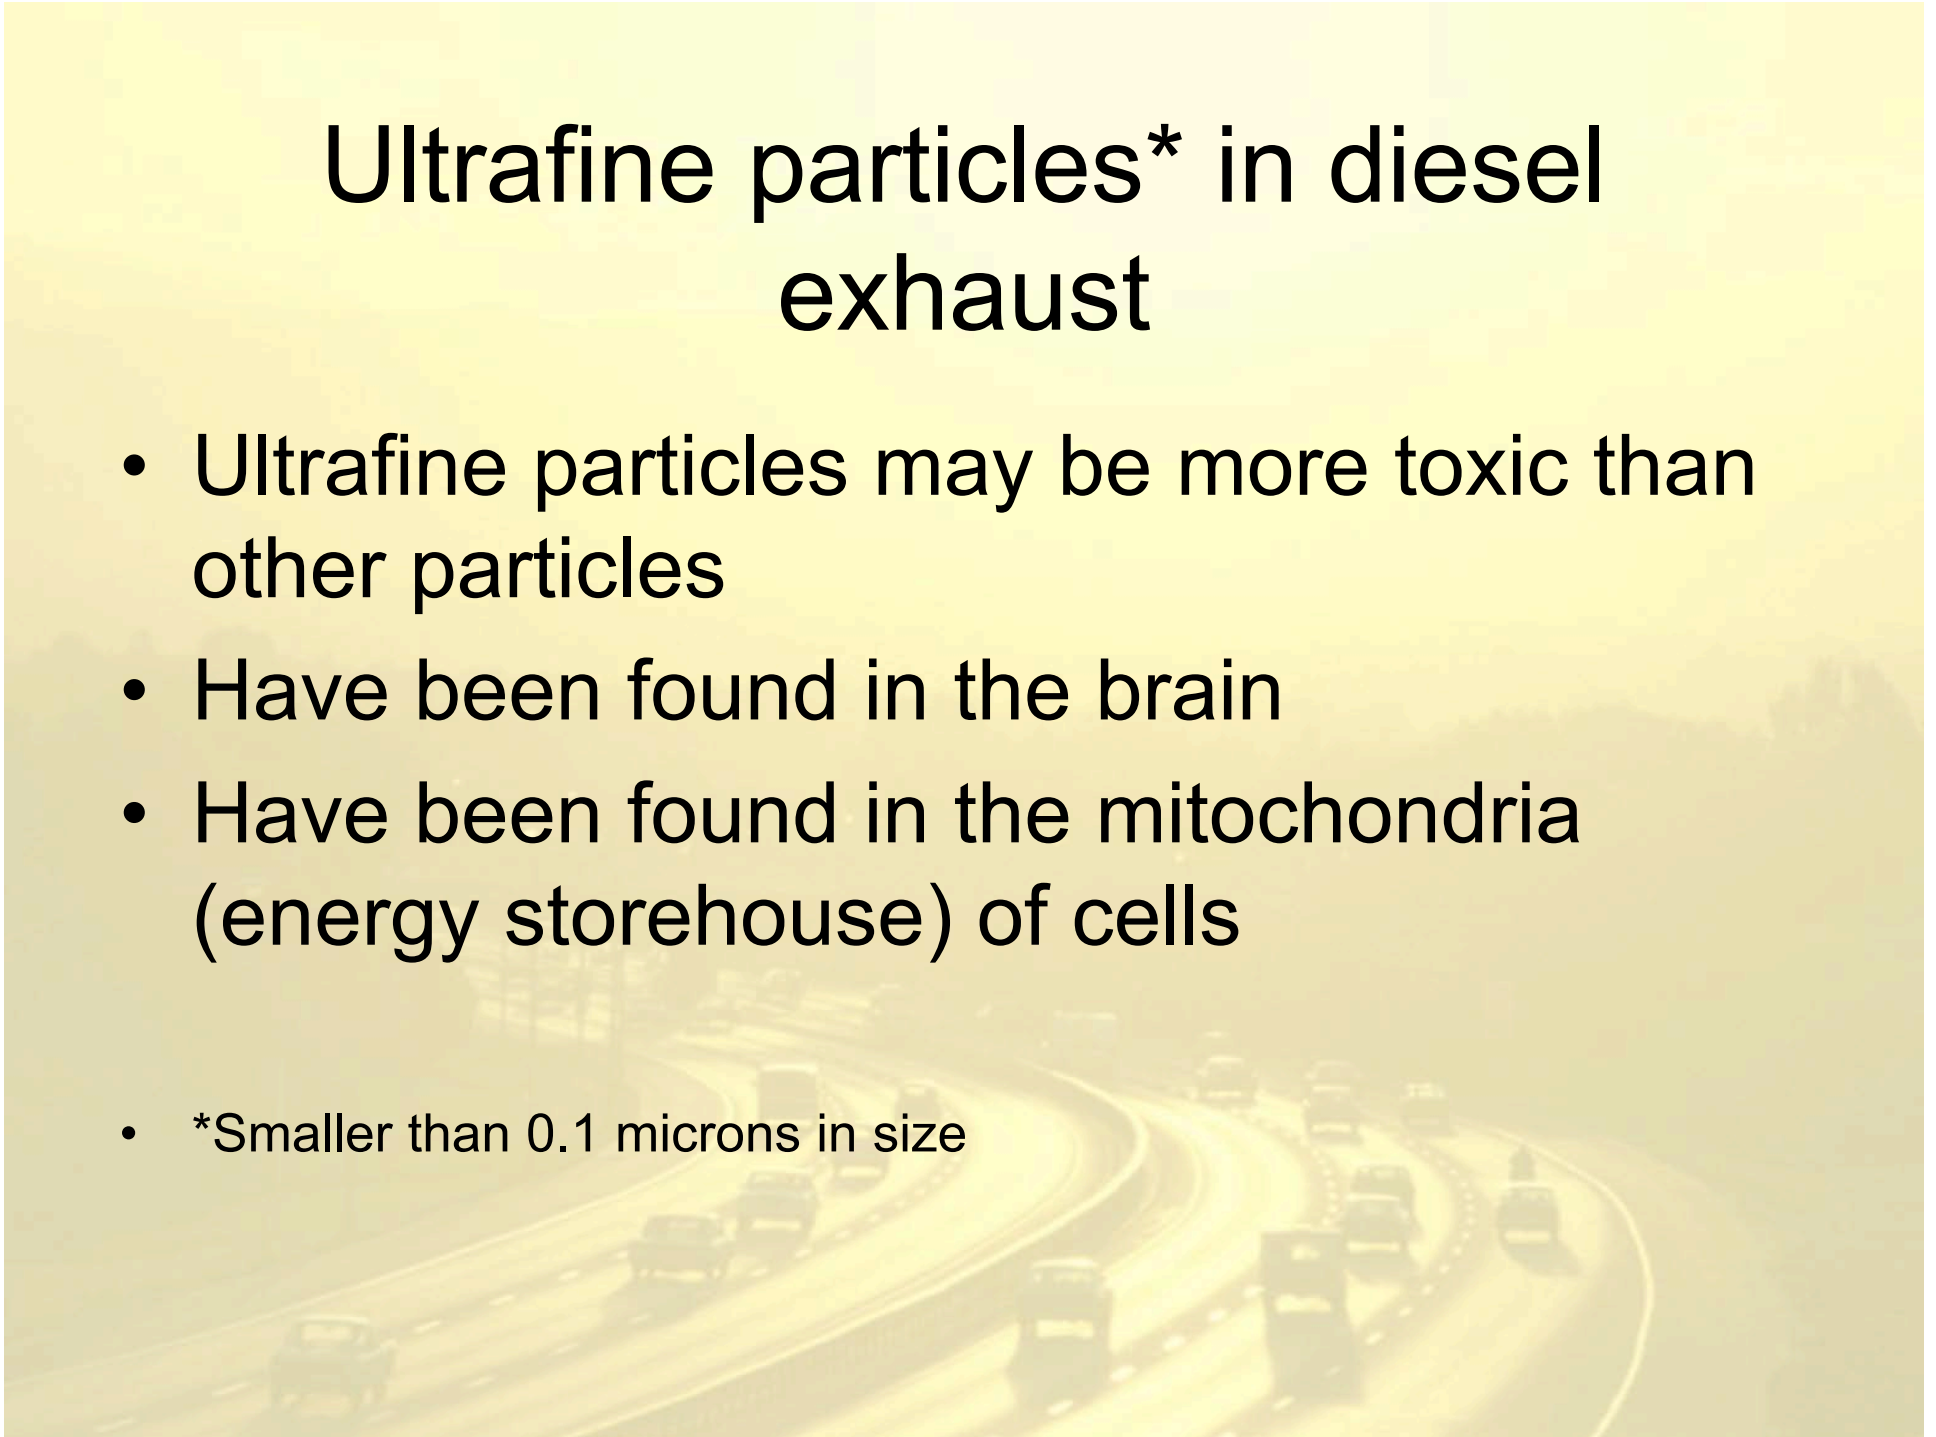 Ultrafine particles* in diesel
exhaust
• Ultrafine particles may be more toxic than
other particles
• Have been found in the brain
• Have been found in the mitochondria
(energy storehouse) of cells
• *Smaller than 0.1 microns in size